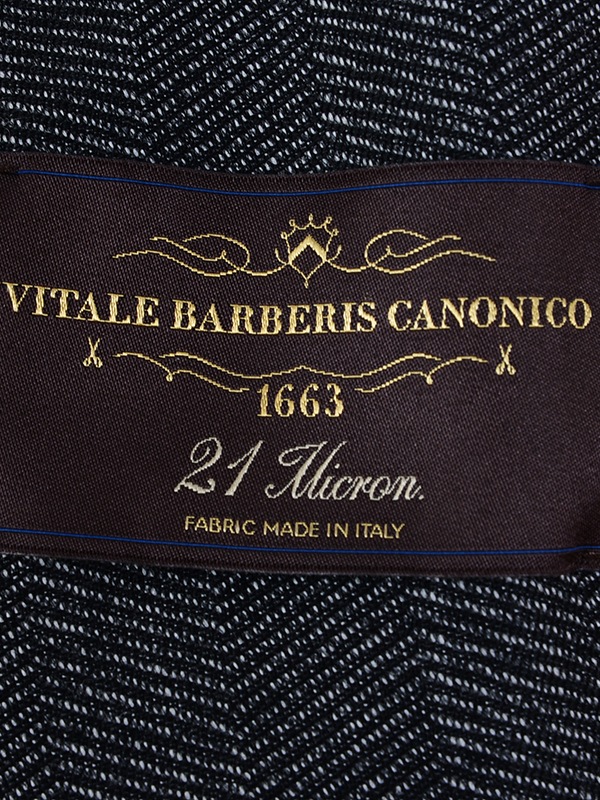 VITALE BARBERIS CANONICO
1663
21 Micron.
FABRIC MADE IN ITALY